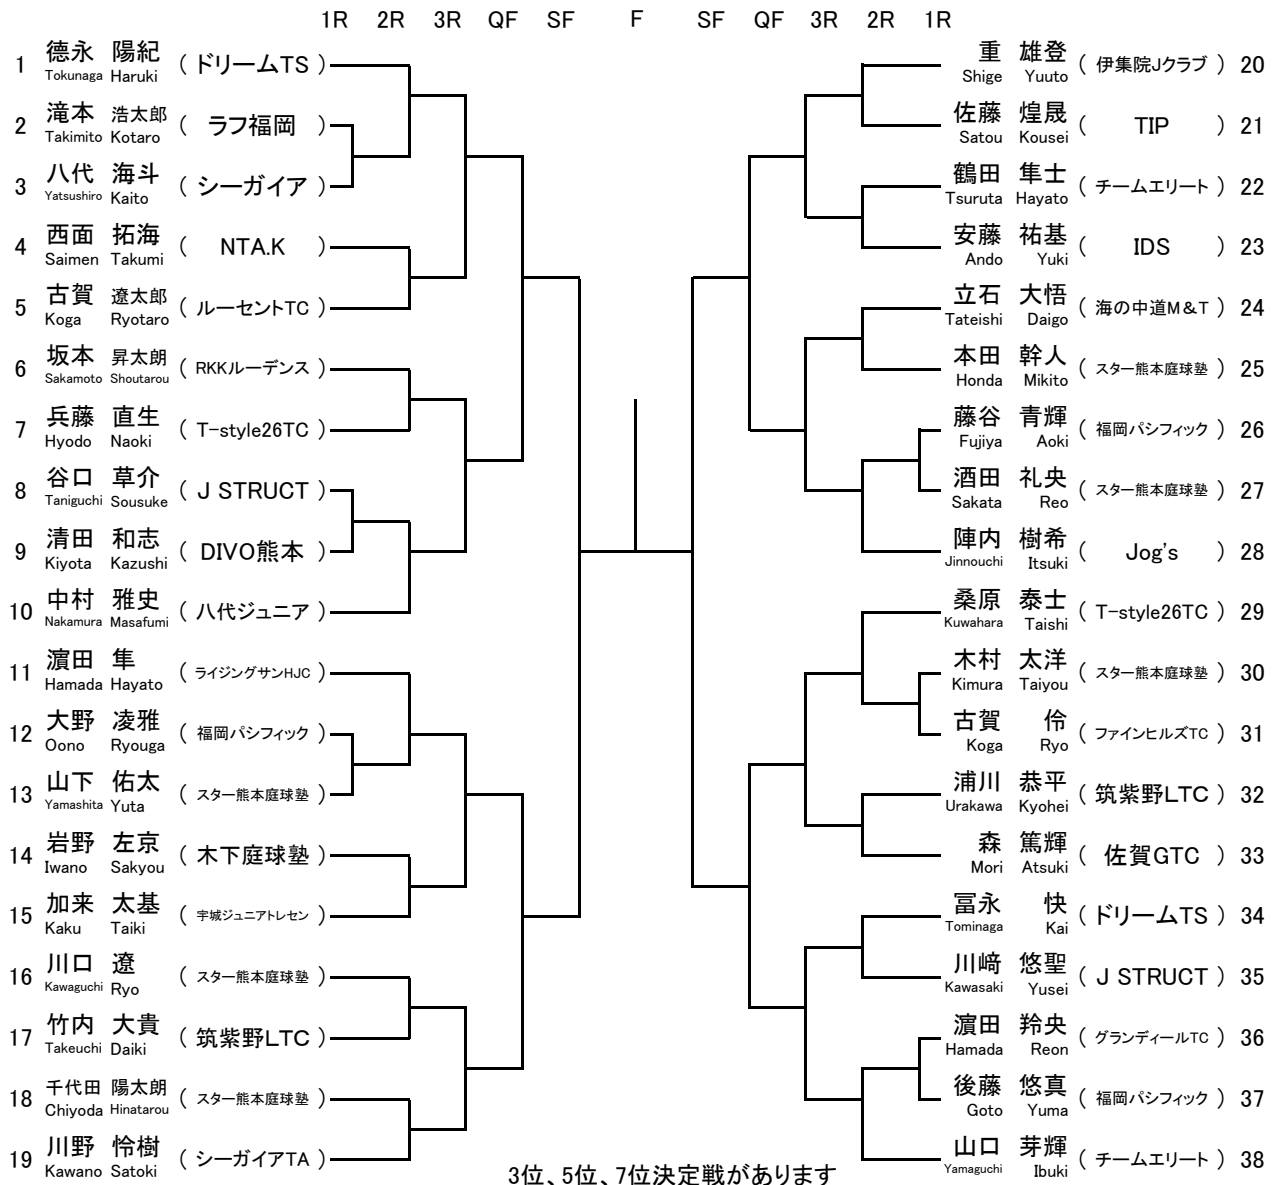 1R 2R 3R QF SF F SF QF 3R 2R 1R
1 德永 陽紀 ( ドリームTS )
Tokunaga Haruki
2 滝本 浩太郎 ( ラフ福岡 )
Takimito Kotaro
3 八代 海斗 ( シーガイア )
Yatsushiro Kaito
4 西面 拓海 ( NTA.K )
Saimen Takumi
5 古賀 遼太郎 ( ルーセントTC )
Koga Ryotaro
6 坂本 昇太朗 ( RKKルーデンス )
Sakamoto Shoutarou
7 兵藤 直生 ( T-style26TC )
Hyodo Naoki
8 谷口 草介 ( J STRUCT )
Taniguchi Sousuke
9 清田 和志 ( DIVO熊本 )
Kiyota Kazushi
10 中村 雅史 ( 八代ジュニア )
Nakamura Masafumi
11 濵田 隼 ( ライジングサンHJC )
Hamada Hayato
12 大野 凌雅 ( 福岡パシフィック )
Oono Ryouga
13 山下 佑太 ( スター熊本庭球塾 )
Yamashita Yuta
14 岩野 左京 ( 木下庭球塾 )
Iwano Sakyou
15 加来 太基 ( 宇城ジュニアトレセン )
Kaku Taiki
16 川口 遼 ( スター熊本庭球塾 )
Kawaguchi Ryo
17 竹内 大貴 ( 筑紫野LTC )
Takeuchi Daiki
18 千代田 陽太朗 ( スター熊本庭球塾 )
Chiyoda Hinatarou
19 川野 怜樹 ( シーガイアTA )
Kawano Satoki
重 雄登 ( 伊集院Jクラブ ) 20
Shige Yuuto
佐藤 煌晟 ( TIP ) 21
Satou Kousei
鶴田 隼士 ( チームエリート ) 22
Tsuruta Hayato
安藤 祐基 ( IDS ) 23
Ando Yuki
立石 大悟 ( 海の中道M&T ) 24
Tateishi Daigo
本田 幹人 ( スター熊本庭球塾 ) 25
Honda Mikito
藤谷 青輝 ( 福岡パシフィック ) 26
Fujiya Aoki
酒田 礼央 ( スター熊本庭球塾 ) 27
Sakata Reo
陣内 樹希 ( Jog's ) 28
Jinnouchi Itsuki
桑原 泰士 ( T-style26TC ) 29
Kuwahara Taishi
木村 太洋 ( スター熊本庭球塾 ) 30
Kimura Taiyou
古賀 伶 ( ファインヒルズTC ) 31
Koga Ryo
浦川 恭平 ( 筑紫野LTC ) 32
Urakawa Kyohei
森 篤輝 ( 佐賀GTC ) 33
Mori Atsuki
冨永 快 ( ドリームTS ) 34
Tominaga Kai
川﨑 悠聖 ( J STRUCT ) 35
Kawasaki Yusei
濵田 羚央 ( グランディールTC ) 36
Hamada Reon
後藤 悠真 ( 福岡パシフィック ) 37
Goto Yuma
山口 芽輝 ( チームエリート ) 38
Yamaguchi Ibuki
3位、5位、7位決定戦があります